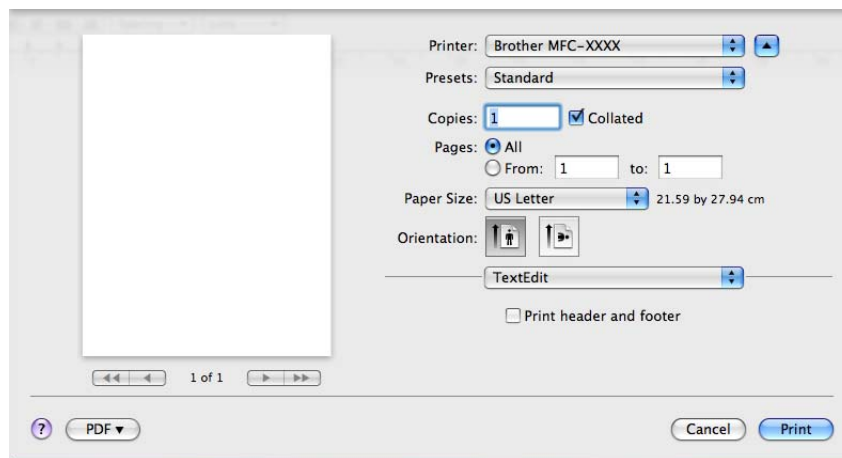 Printer: Brother MFC-XXXX
Presets: Standard
Copies: 1 Collated
Pages: All
From: 1 to: 1
Paper Size: US Letter 21.59 by 27.94 cm
Orientation:
TextEdit
Print header and footer
1 of 1
? PDF ▼ Cancel Print